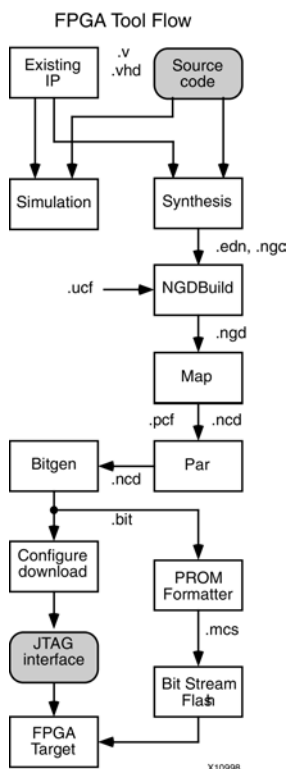 FPGA Tool Flow
Existing
IP
.v
.vhd
Source
code
Simulation
Synthesis
.edn, .ngc
.ucf
NGDBuild
.ngd
Map
.pcf
.ncd
Bitgen
.ncd
Par
.bit
Configure
download
PROM
Formatter
.mcs
JTAG
interface
Bit Stream
Flash
FPGA
Target
X10998